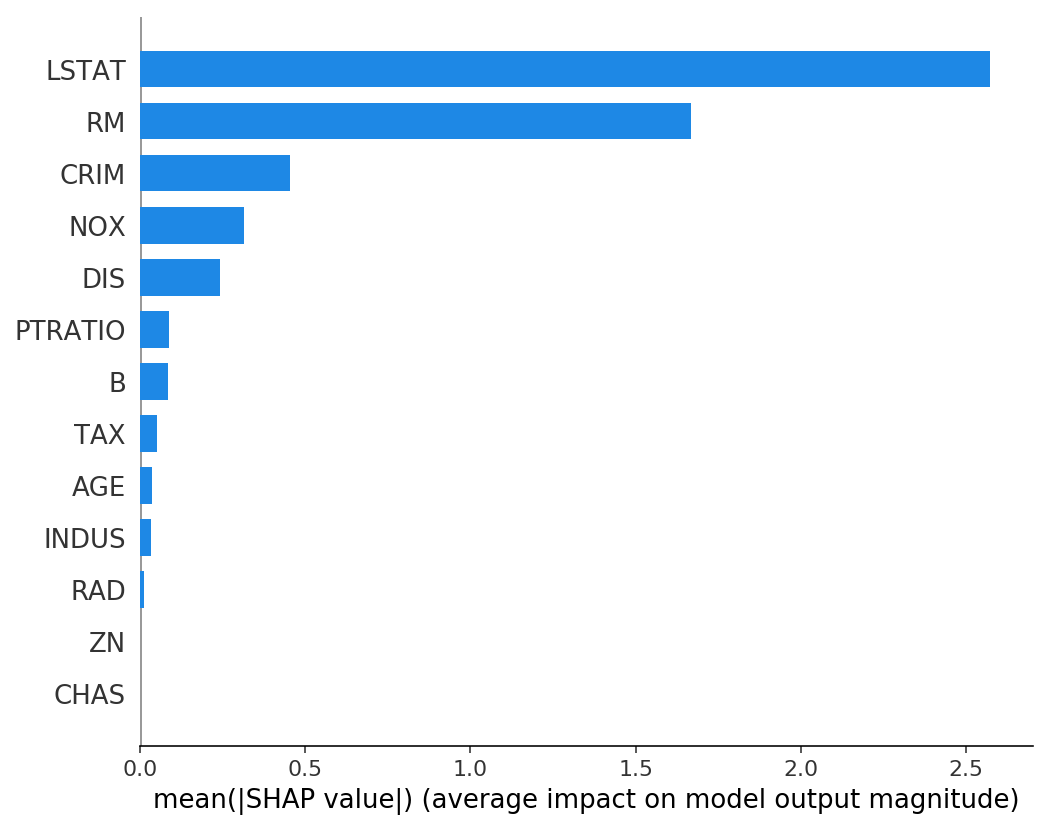 LSTAT
RM
CRIM
NOX
DIS
PTRATIO
B
TAX
AGE
INDUS
RAD
ZN
CHAS
0.0 0.5 1.0 1.5 2.0 2.5
mean(|SHAP value|) (average impact on model output magnitude)